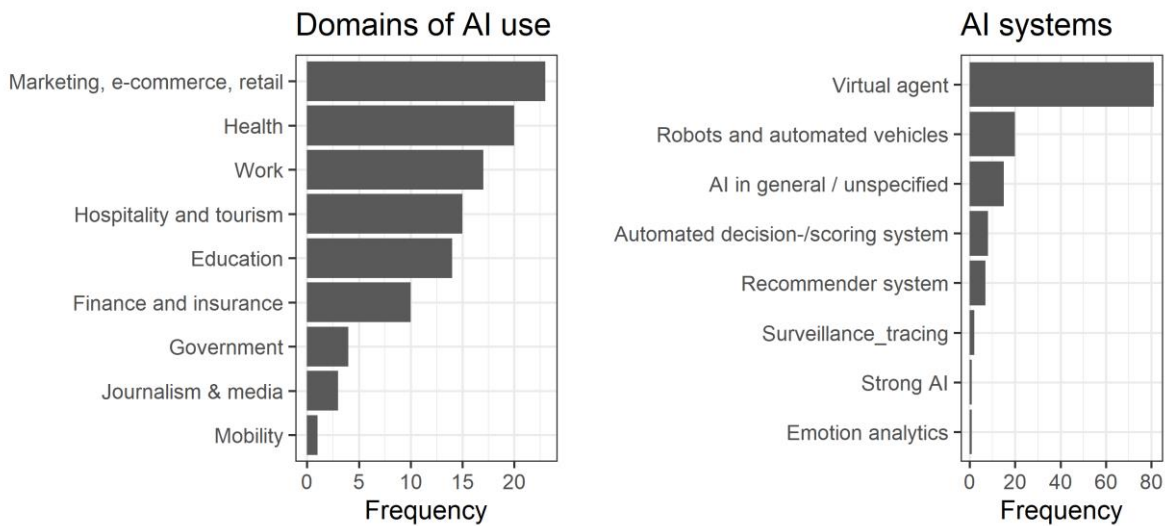 Domains of AI use
Marketing, e-commerce, retail
Health
Work
Hospitality and tourism
Education
Finance and insurance
Government
Journalism & media
Mobility
0 5 10 15 20
Frequency
AI systems
Virtual agent
Robots and automated vehicles
AI in general / unspecified
Automated decision-/scoring system
Recommender system
Surveillance_tracing
Strong AI
Emotion analytics
0 20 40 60 80
Frequency